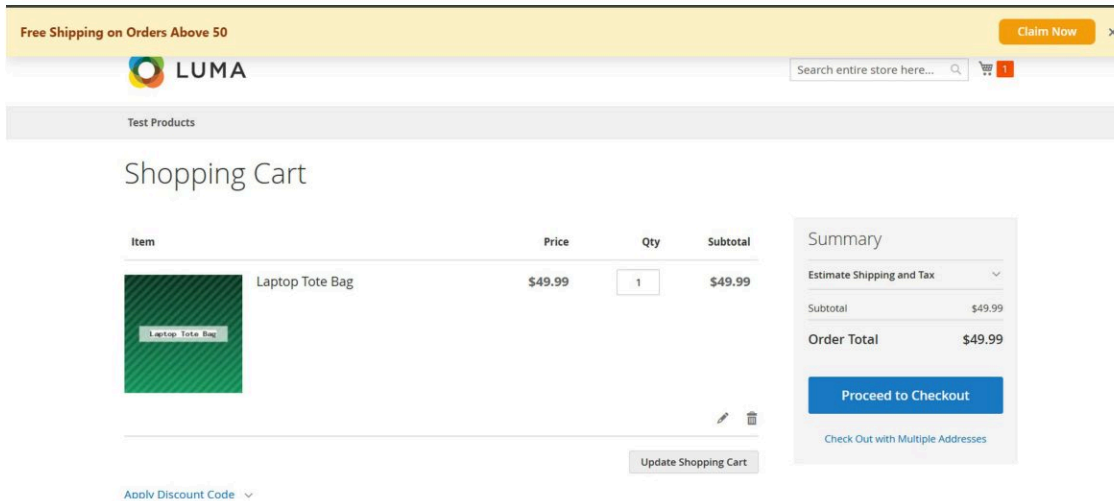 Free Shipping on Orders Above 50
Claim Now ×
LUMA
Search entire store here...
1
Test Products
Shopping Cart
Item Price Qty Subtotal
Laptop Tote Bag
Laptop Tote Bag $49.99 1 $49.99
Update Shopping Cart
Apply Discount Code
Summary
Estimate Shipping and Tax
Subtotal $49.99
Order Total $49.99
Proceed to Checkout
Check Out with Multiple Addresses